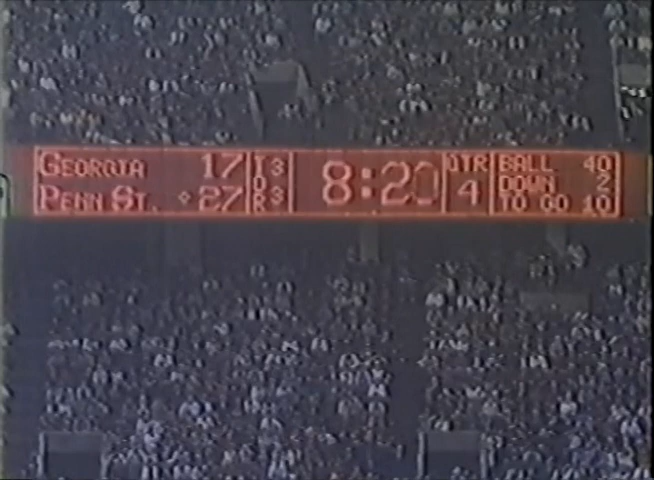 GEORGIA 17 T 3 8:20 QTR 4 BALL 40
PENN ST. 27 O R 3 DOWN 2
TO GO 10